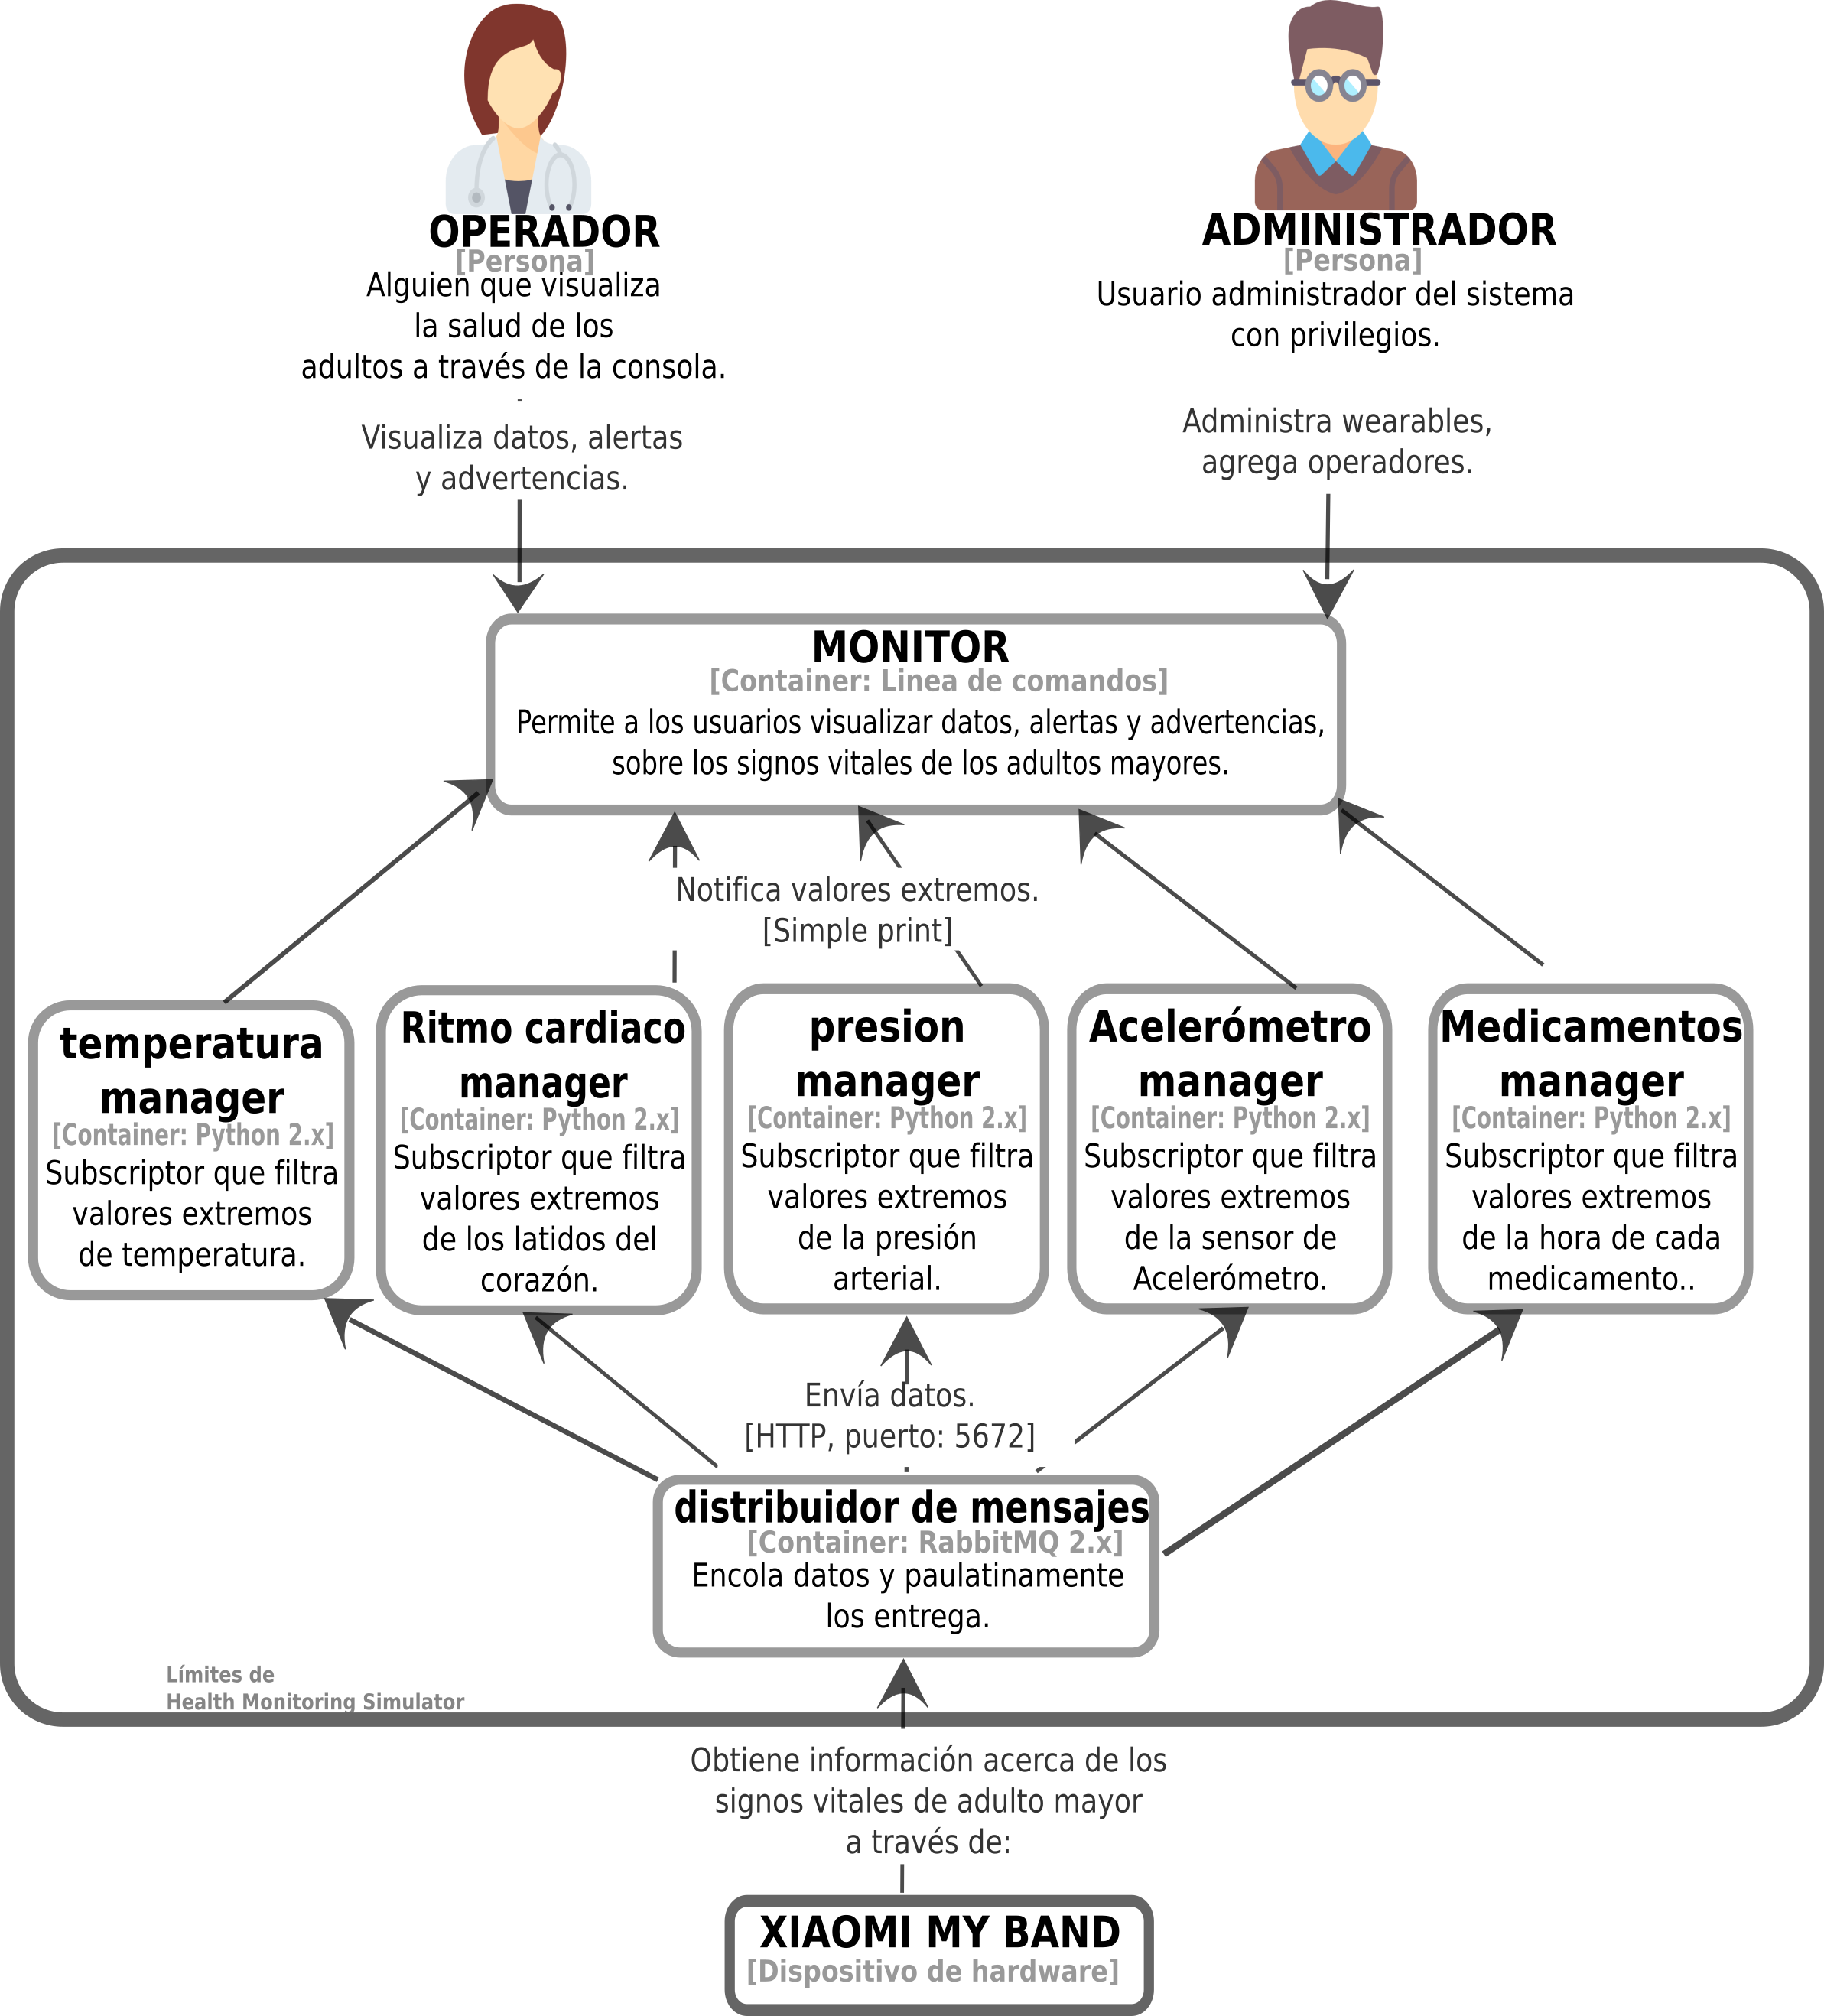 OPERADOR
[Persona]
Alguien que visualiza
la salud de los
adultos a través de la consola.
ADMINISTRADOR
[Persona]
Usuario administrador del sistema
con privilegios.
Visualiza datos, alertas
y advertencias.
Administra wearables,
agrega operadores.
MONITOR
[Container: Linea de comandos]
Permite a los usuarios visualizar datos, alertas y advertencias,
sobre los signos vitales de los adultos mayores.
Notifica valores extremos.
[Simple print]
temperatura
manager
[Container: Python 2.x]
Subscriptor que filtra
valores extremos
de temperatura.
Ritmo cardiaco
manager
[Container: Python 2.x]
Subscriptor que filtra
valores extremos
de los latidos del
corazón.
presion
manager
[Container: Python 2.x]
Subscriptor que filtra
valores extremos
de la presión
arterial.
Acelerómetro
manager
[Container: Python 2.x]
Subscriptor que filtra
valores extremos
de la sensor de
Acelerómetro.
Medicamentos
manager
[Container: Python 2.x]
Subscriptor que filtra
valores extremos
de la hora de cada
medicamento..
Envía datos.
[HTTP, puerto: 5672]
distribuidor de mensajes
[Container: RabbitMQ 2.x]
Encola datos y paulatinamente
los entrega.
Límites de
Health Monitoring Simulator
Obtiene información acerca de los
signos vitales de adulto mayor
a través de:
XIAOMI MY BAND
[Dispositivo de hardware]